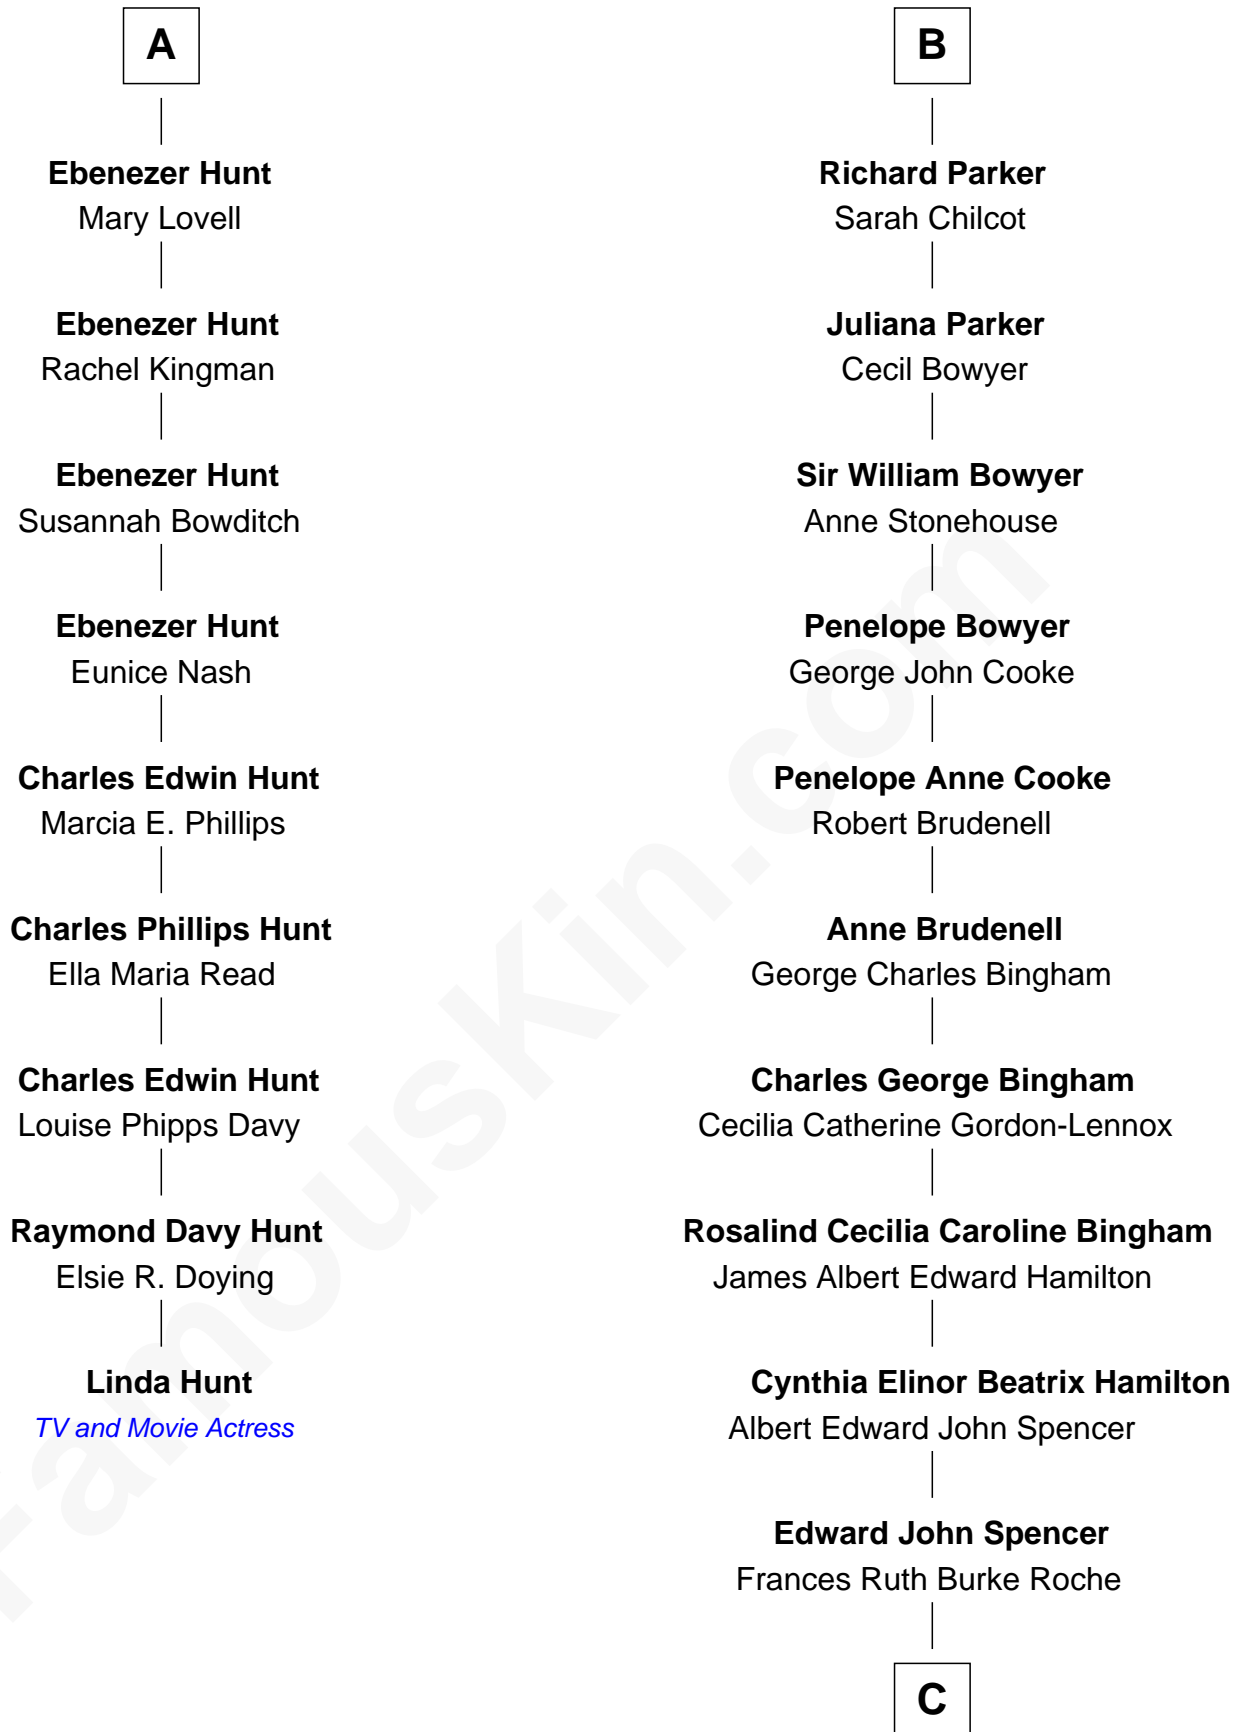 A
Ebenezer Hunt
Mary Lovell
Ebenezer Hunt
Rachel Kingman
Ebenezer Hunt
Susannah Bowditch
Ebenezer Hunt
Eunice Nash
Charles Edwin Hunt
Marcia E. Phillips
Charles Phillips Hunt
Ella Maria Read
Charles Edwin Hunt
Louise Phipps Davy
Raymond Davy Hunt
Elsie R. Doying
Linda Hunt
TV and Movie Actress
B
Richard Parker
Sarah Chilcot
Juliana Parker
Cecil Bowyer
Sir William Bowyer
Anne Stonehouse
Penelope Bowyer
George John Cooke
Penelope Anne Cooke
Robert Brudenell
Anne Brudenell
George Charles Bingham
Charles George Bingham
Cecilia Catherine Gordon-Lennox
Rosalind Cecilia Caroline Bingham
James Albert Edward Hamilton
Cynthia Elinor Beatrix Hamilton
Albert Edward John Spencer
Edward John Spencer
Frances Ruth Burke Roche
C
FamousKin.com